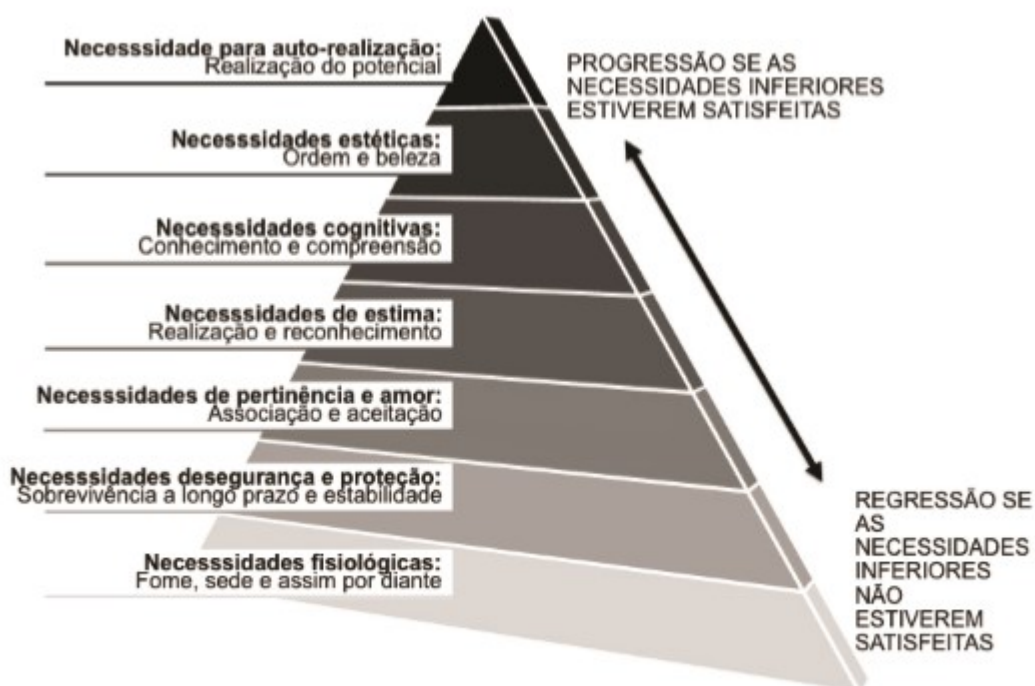 Necesssidade para auto-realização:
Realização do potencial
PROGRESSÃO SE AS
NECESSIDADES INFERIORES
ESTIVEREM SATISFEITAS
Necesssidades estéticas:
Ordem e beleza
Necesssidades cognitivas:
Conhecimento e compreensão
Necesssidades de estima:
Realização e reconhecimento
Necesssidades de pertinência e amor:
Associação e aceitação
Necesssidades desegurança e proteção:
Sobrevivência a longo prazo e estabilidade
Necesssidades fisiológicas:
Fome, sede e assim por diante
REGRESSÃO SE
AS
NECESSIDADES
INFERIORES
NÃO
ESTIVEREM
SATISFEITAS